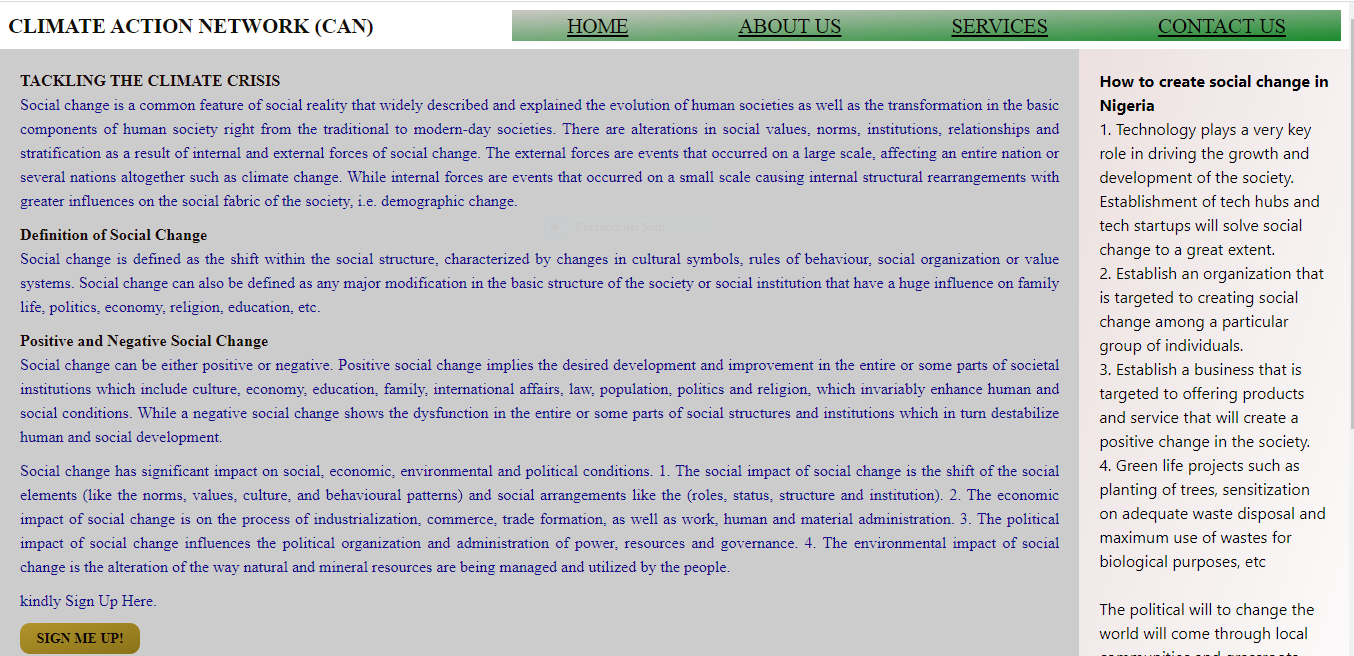 CLIMATE ACTION NETWORK (CAN)
HOME ABOUT US SERVICES CONTACT US
TACKLING THE CLIMATE CRISIS
Social change is a common feature of social reality that widely described and explained the evolution of human societies as well as the transformation in the basic
components of human society right from the traditional to modern-day societies. There are alterations in social values, norms, institutions, relationships and
stratification as a result of internal and external forces of social change. The external forces are events that occurred on a large scale, affecting an entire nation or
several nations altogether such as climate change. While internal forces are events that occurred on a small scale causing internal structural rearrangements with
greater influences on the social fabric of the society, i.e. demographic change.
Rectangular Snip
Definition of Social Change
Social change is defined as the shift within the social structure, characterized by changes in cultural symbols, rules of behaviour, social organization or value
systems. Social change can also be defined as any major modification in the basic structure of the society or social institution that have a huge influence on family
life, politics, economy, religion, education, etc.
Positive and Negative Social Change
Social change can be either positive or negative. Positive social change implies the desired development and improvement in the entire or some parts of societal
institutions which include culture, economy, education, family, international affairs, law, population, politics and religion, which invariably enhance human and
social conditions. While a negative social change shows the dysfunction in the entire or some parts of social structures and institutions which in turn destabilize
human and social development.
Social change has significant impact on social, economic, environmental and political conditions. 1. The social impact of social change is the shift of the social
elements (like the norms, values, culture, and behavioural patterns) and social arrangements like the (roles, status, structure and institution). 2. The economic
impact of social change is on the process of industrialization, commerce, trade formation, as well as work, human and material administration. 3. The political
impact of social change influences the political organization and administration of power, resources and governance. 4. The environmental impact of social
change is the alteration of the way natural and mineral resources are being managed and utilized by the people.
kindly Sign Up Here.
SIGN ME UP!
How to create social change in
Nigeria
1. Technology plays a very key
role in driving the growth and
development of the society.
Establishment of tech hubs and
tech startups will solve social
change to a great extent.
2. Establish an organization that
is targeted to creating social
change among a particular
group of individuals.
3. Establish a business that is
targeted to offering products
and service that will create a
positive change in the society.
4. Green life projects such as
planting of trees, sensitization
on adequate waste disposal and
maximum use of wastes for
biological purposes, etc
The political will to change the
world will come through local